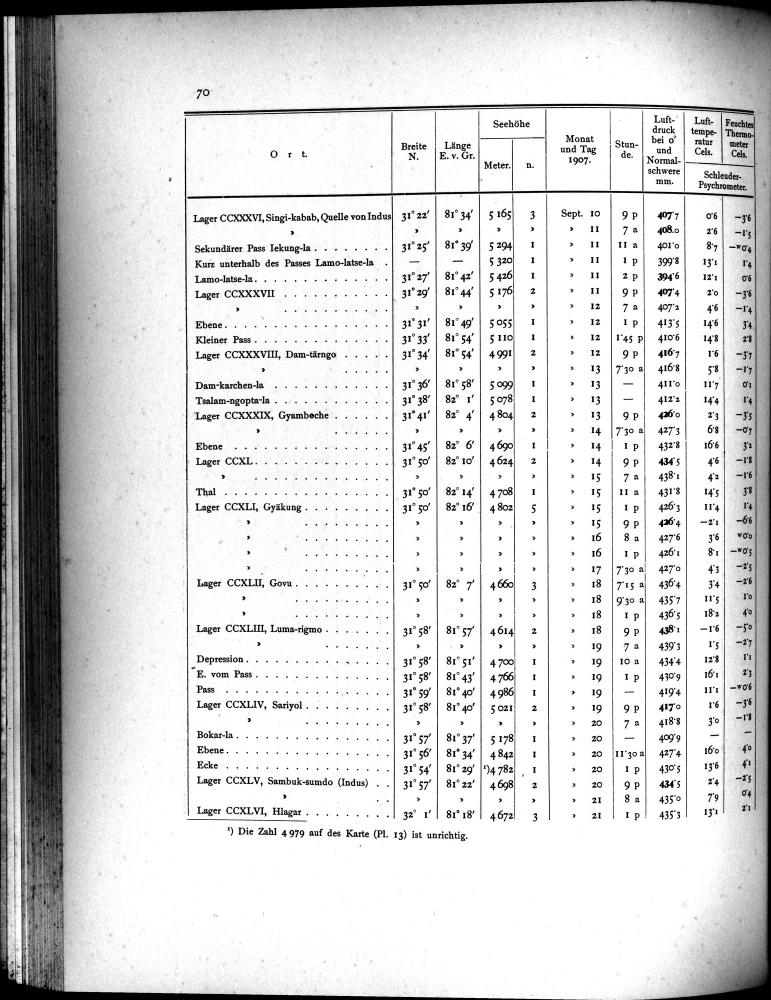 70
Ort. Breite N. Länge E. v. Gr. Seehöhe Meter. n. Monat und Tag 1907. Stunde. Luftdruck bei 0° und Normalschwere mm. Lufttemperatur Cels. Feuchtes Thermometer Cels. Schleuder-Psychrometer.
Lager CCXXXVI, Singi-kabab, Quelle von Indus 31° 22′ 81° 34′ 5 165 3 Sept. 10 9 p 407·7 0·6 —3·6
» » » » » » 11 7 a 408.0 2·6 —1·5
Sekundärer Pass Iekung-la . . . . . . . . 31° 25′ 81° 39′ 5 294 1 » 11 11 a 401·0 8·7 —w0·4
Kurz unterhalb des Passes Lamo-latse-la . — — 5 320 1 » 11 1 p 399·8 13·1 1·4
Lamo-latse-la . . . . . . . . . . . . . 31° 27′ 81° 42′ 5 426 1 » 11 2 p 394·6 12·1 0·6
Lager CCXXXVII . . . . . . . . . . . 31° 29′ 81° 44′ 5 176 2 » 11 9 p 407·4 2·0 —3·6
» . . . . . . . . . . . » » » » » 12 7 a 407·2 4·6 —1·4
Ebene . . . . . . . . . . . . . . . . . 31° 31′ 81° 49′ 5 055 1 » 12 1 p 413·5 14·6 3·4
Kleiner Pass . . . . . . . . . . . . . 31° 33′ 81° 54′ 5 110 1 » 12 1·45 p 410·6 14·8 2·8
Lager CCXXXVIII, Dam-tärngo . . . . . 31° 34′ 81° 54′ 4 991 2 » 12 9 p 416·7 1·6 —3·7
» . . . . . » » » » » 13 7·30 a 416·8 5·8 —1·7
Dam-karchen-la . . . . . . . . . . . . 31° 36′ 81° 58′ 5 099 1 » 13 — 411·0 11·7 0·1
Tsalam-ngopta-la . . . . . . . . . . . . 31° 38′ 82° 1′ 5 078 1 » 13 — 412·2 14·4 1·4
Lager CCXXXIX, Gyamboche . . . . . . 31° 41′ 82° 4′ 4 804 2 » 13 9 p 426·0 2·3 —3·5
» . . . . . . » » » » » 14 7·30 a 427·3 6·8 —0·7
Ebene . . . . . . . . . . . . . . . . 31° 45′ 82° 6′ 4 690 1 » 14 1 p 432·8 16·6 3·2
Lager CCXL . . . . . . . . . . . . . . 31° 50′ 82° 10′ 4 624 2 » 14 9 p 434·5 4·6 —1·8
» . . . . . . . . . . . . . » » » » » 15 7 a 438·1 4·2 —1·6
Thal . . . . . . . . . . . . . . . . . 31° 50′ 82° 14′ 4 708 1 » 15 11 a 431·8 14·5 3·8
Lager CCXLI, Gyäkung . . . . . . . . . 31° 50′ 82° 16′ 4 802 5 » 15 1 p 426·3 11·4 1·4
» . . . . . . . . . » » » » » 15 9 p 426·4 —2·1 —6·6
» . . . . . . . . . » » » » » 16 8 a 427·6 3·6 w0·0
» . . . . . . . . . » » » » » 16 1 p 426·1 8·1 —w0·5
» . . . . . . . . . » » » » » 17 7·30 a 427·0 4·3 —2·5
Lager CCXLII, Govu . . . . . . . . . . 31° 50′ 82° 7′ 4 660 3 » 18 7·15 a 436·4 3·4 —2·6
» . . . . . . . . . » » » » » 18 9·30 a 435·7 11·5 1·0
» . . . . . . . . . » » » » » 18 1 p 436·5 18·2 4·0
Lager CCXLIII, Luma-rigmo . . . . . . . 31° 58′ 81° 57′ 4 614 2 » 18 9 p 438·1 —1·6 —5·0
» . . . . . . . » » » » » 19 7 a 439·3 1·5 —2·7
Depression . . . . . . . . . . . . . . . 31° 58′ 81° 51′ 4 700 1 » 19 10 a 434·4 12·8 1·1
E. vom Pass . . . . . . . . . . . . . . 31° 58′ 81° 43′ 4 766 1 » 19 1 p 430·9 16·1 2·3
Pass . . . . . . . . . . . . . . . . . 31° 59′ 81° 40′ 4 986 1 » 19 — 419·4 11·1 —w0·6
Lager CCXLIV, Sariyol . . . . . . . . . 31° 58′ 81° 40′ 5 021 2 » 19 9 p 417·0 1·6 —3·6
» . . . . . . . . . » » » » » 20 7 a 418·8 3·0 —1·8
Bokar-la . . . . . . . . . . . . . . . . 31° 57′ 81° 37′ 5 178 1 » 20 — 409·9 — —
Ebene . . . . . . . . . . . . . . . . . 31° 56′ 81° 34′ 4 842 1 » 20 11·30 a 427·4 16·0 4·0
Ecke . . . . . . . . . . . . . . . . . 31° 54′ 81° 29′ ¹)4 782 1 » 20 1 p 430·5 13·6 4·1
Lager CCXLV, Sambuk-sumdo (Indus) . . 31° 57′ 81° 22′ 4 698 2 » 20 9 p 434·5 2·4 —2·5
» . . » » » » » 21 8 a 435·0 7·9 0·4
Lager CCXLVI, Hlagar . . . . . . . . . 32° 1′ 81° 18′ 4 672 3 » 21 1 p 435·3 13·1 2·1
¹) Die Zahl 4 979 auf des Karte (Pl. 13) ist unrichtig.